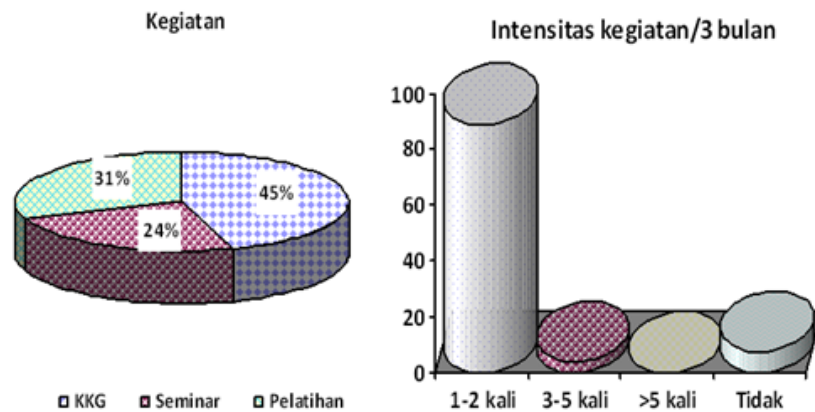 Kegiatan
31%
45%
24%
KKG Seminar Pelatihan
Intensitas kegiatan/3 bulan
100
80
60
40
20
0
1-2 kali 3-5 kali >5 kali Tidak